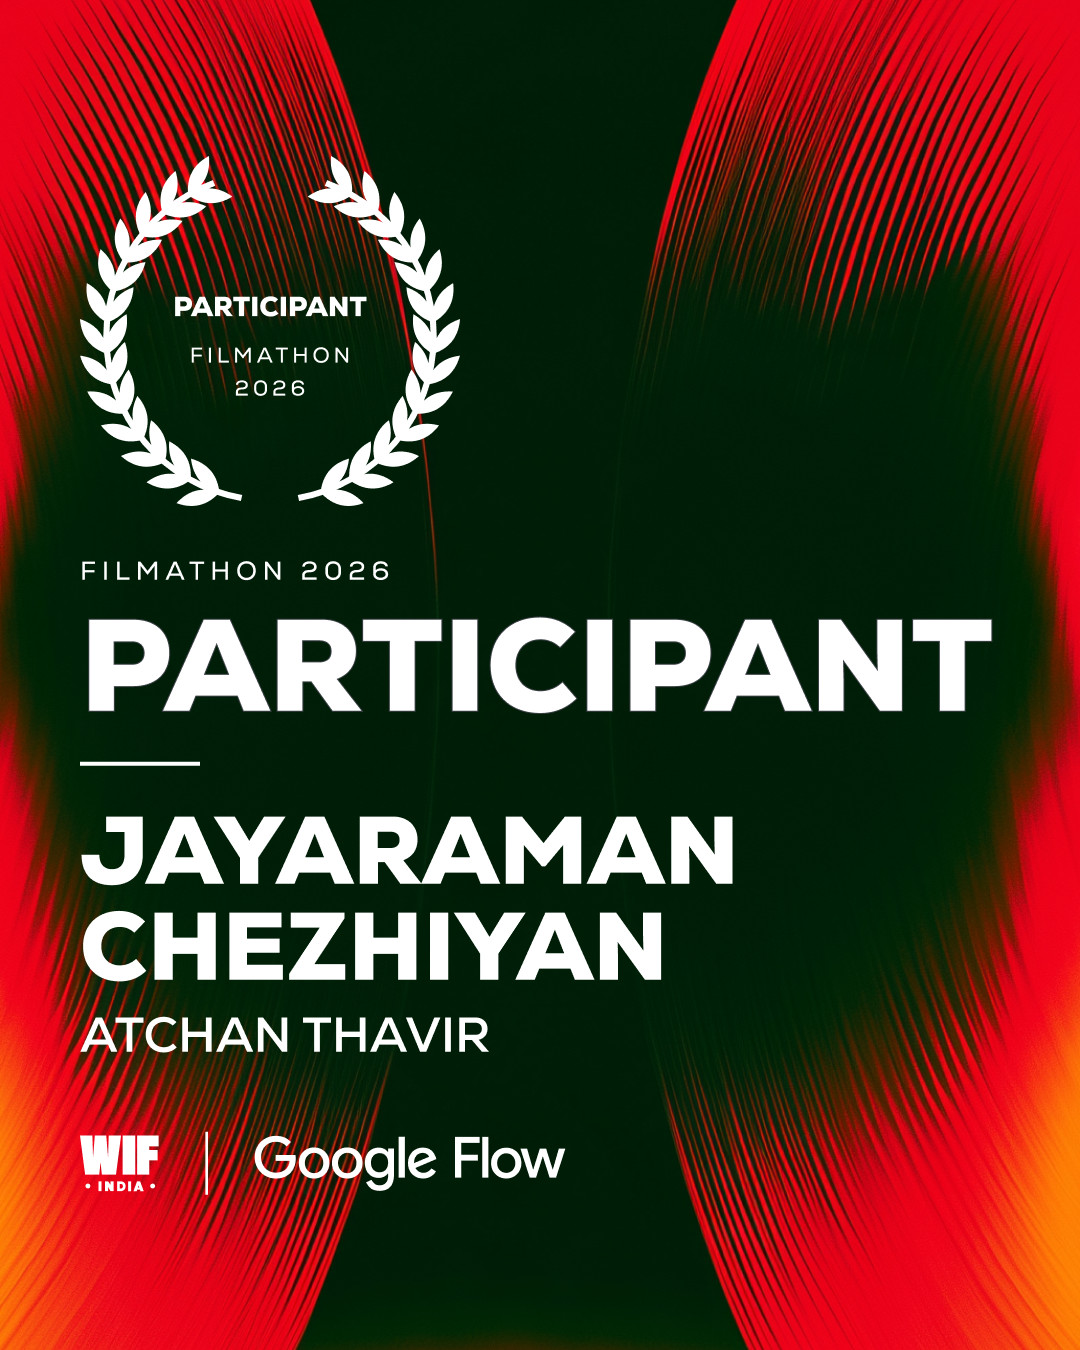 PARTICIPANT
FILMATHON
2026
FILMATHON 2026
PARTICIPANT
JAYARAMAN
CHEZHIYAN
ATCHAN THAVIR
WIF
• INDIA •
Google Flow